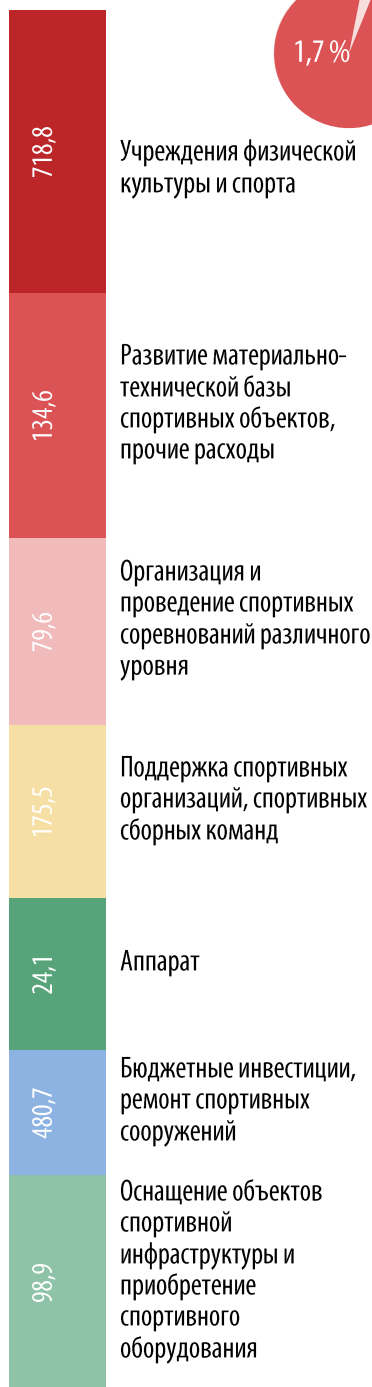 1,7 %
718,8
Учреждения физической
культуры и спорта
134,6
Развитие материально-
технической базы
спортивных объектов,
прочие расходы
79,6
Организация и
проведение спортивных
соревнований различного
уровня
175,5
Поддержка спортивных
организаций, спортивных
сборных команд
24,1
Аппарат
480,7
Бюджетные инвестиции,
ремонт спортивных
сооружений
98,9
Оснащение объектов
спортивной
инфраструктуры и
приобретение
спортивного
оборудования